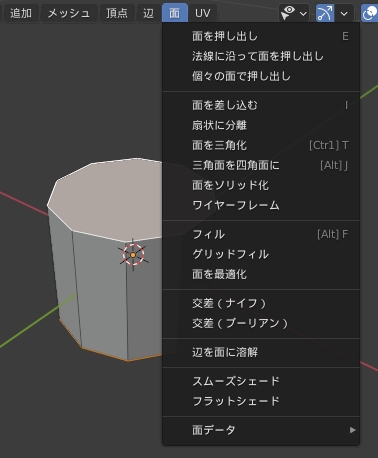 追加 メッシュ 頂点 辺 面 UV
面を押し出し E
法線に沿って面を押し出し
個々の面で押し出し
面を差し込む I
扇状に分離
面を三角化 [Ctrl] T
三角面を四角面に [Alt] J
面をソリッド化
ワイヤーフレーム
フィル [Alt] F
グリッドフィル
面を最適化
交差 ( ナイフ )
交差 ( ブーリアン )
辺を面に溶解
スムーズシェード
フラットシェード
面データ